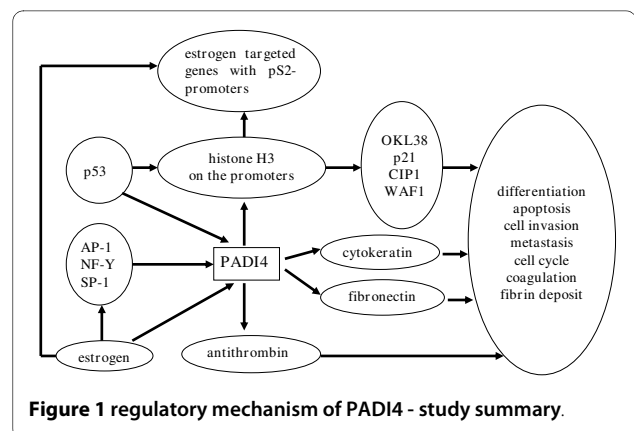 estrogen targeted
genes with pS2-
promoters
OKL38
p21
CIP1
WAF1
p53
histone H3
on the promoters
differentiation
apoptosis
cell invasion
metastasis
cell cycle
coagulation
fibrin deposit
AP-1
NF-Y
SP-1
PADI4
cytokeratin
fibronectin
estrogen
antithrombin
Figure 1 regulatory mechanism of PADI4 - study summary.